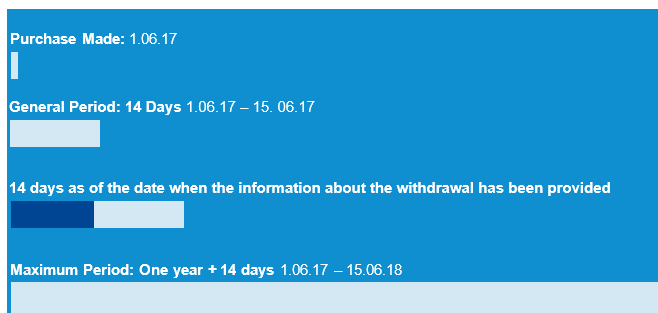 Purchase Made: 1.06.17
General Period: 14 Days 1.06.17 – 15. 06.17
14 days as of the date when the information about the withdrawal has been provided
Maximum Period: One year + 14 days 1.06.17 – 15.06.18